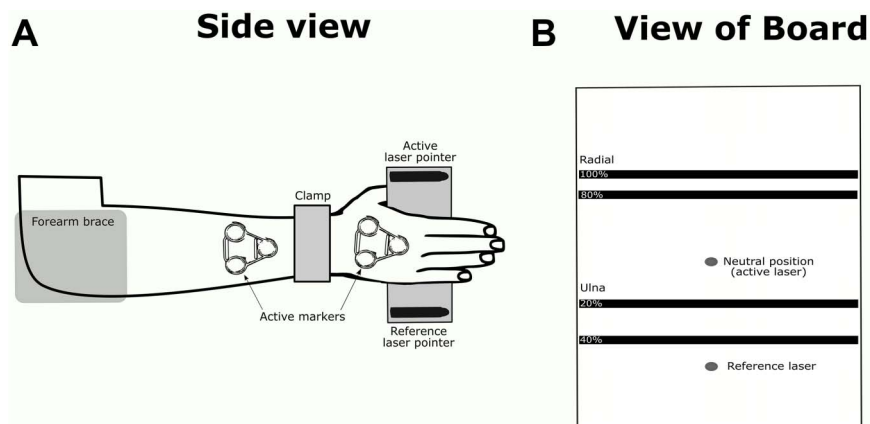 A
Side view
Active
laser pointer
Clamp
Forearm brace
Active markers
Reference
laser pointer
B
View of Board
Radial
100%
80%
Neutral position
(active laser)
Ulna
20%
40%
Reference laser